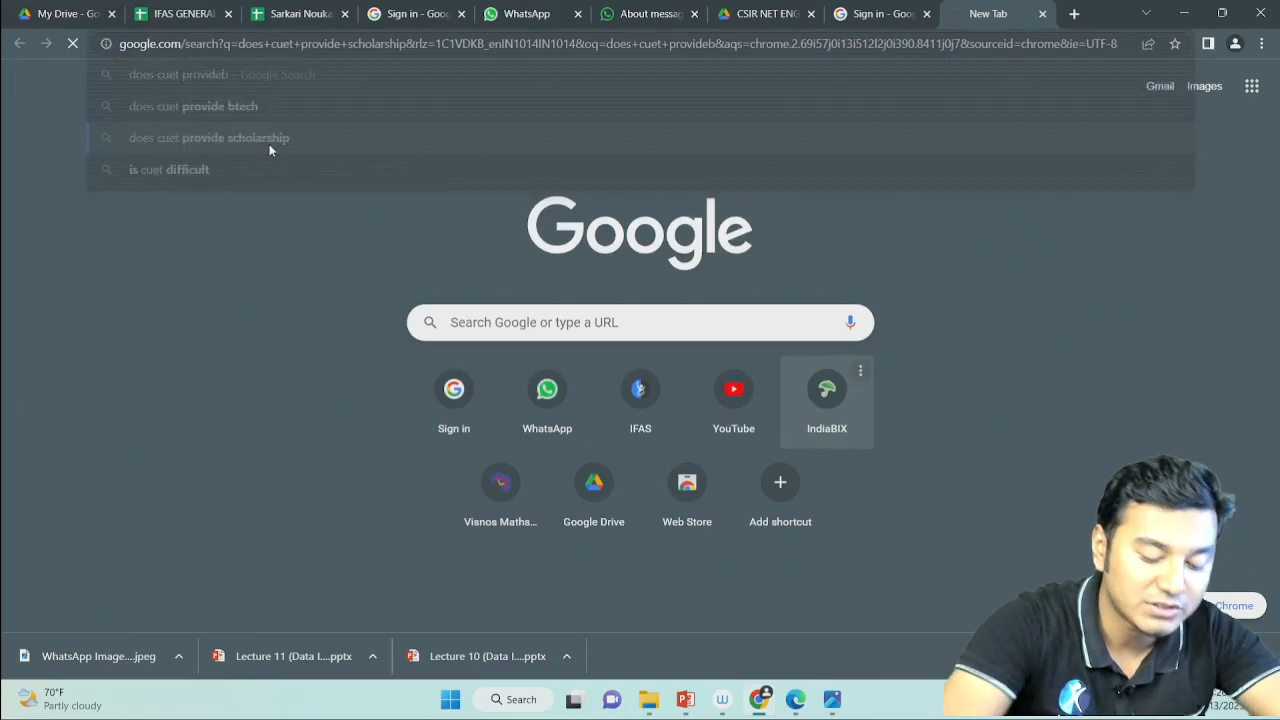 My Drive - Goo
IFAS GENERAL
Sarkari Nouka
Sign in - Goog
WhatsApp
About messag
CSIR NET ENG
Sign in - Goog
New Tab
google.com/search?q=does+cuet+provide+scholarship&rlz=1C1VDKB_enIN1014IN1014&oq=does+cuet+provideb&aqs=chrome.2.69i57j0i13i512l2j0i390.8411j0j7&sourceid=chrome&ie=UTF-8
does cuet provideb - Google Search
does cuet provide btech
does cuet provide scholarship
is cuet difficult
Gmail
Images
Google
Search Google or type a URL
Sign in
WhatsApp
IFAS
YouTube
IndiaBIX
Visnos Maths...
Google Drive
Web Store
Add shortcut
Chrome
WhatsApp Image....jpeg
Lecture 11 (Data I....pptx
Lecture 10 (Data I....pptx
70°F
Partly cloudy
Search